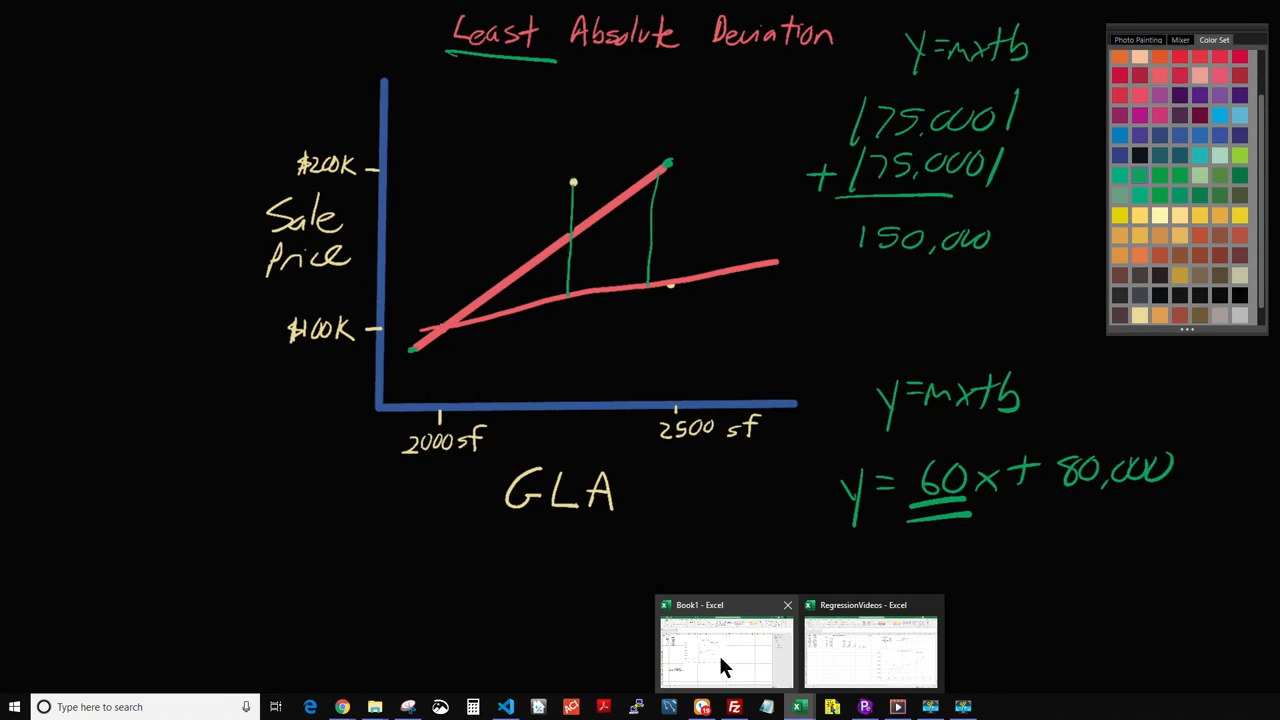 Least Absolute Deviation
y=mx+b
|75,000|
+ |75,000|
150,000
$200K
Sale
Price
$100K
2000 sf
2500 sf
GLA
y=mx+b
y = 60x + 80,000
Photo Painting
Mixer
Color Set
Book1 - Excel
RegressionVideos - Excel
Type here to search